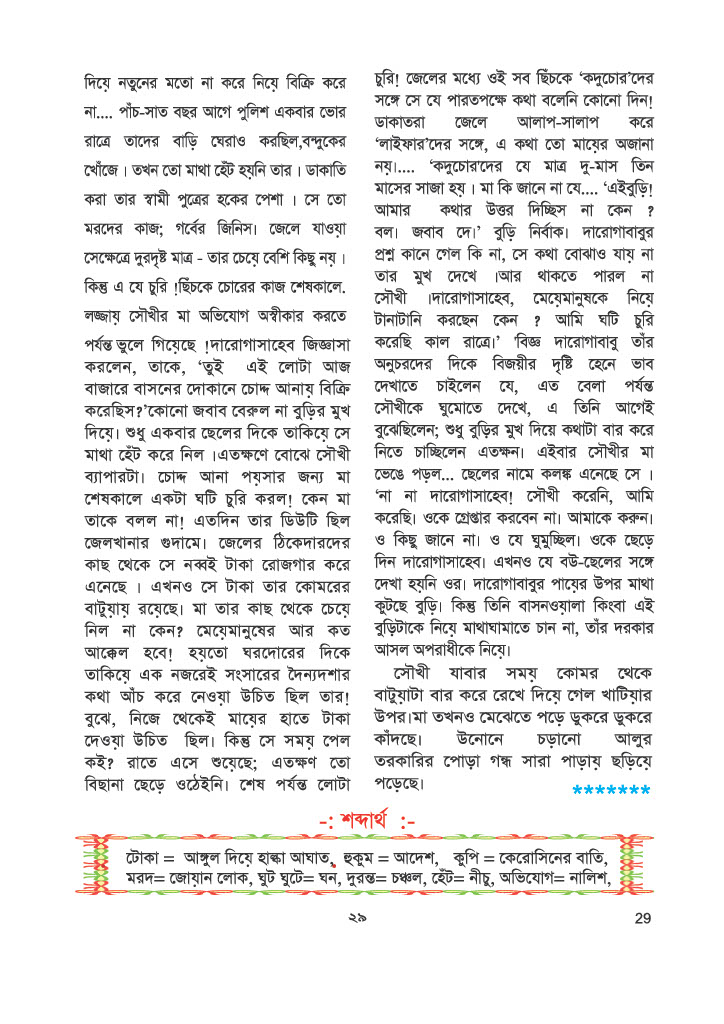 দিয়ে নতুনের মতো না করে নিয়ে বিক্রি করে
না.... পাঁচ-সাত বছর আগে পুলিশ একবার ভোর
রাত্রে তাদের বাড়ি ঘেরাও করছিল,বন্দুকের
খোঁজে । তখন তো মাথা হেঁট হয়নি তার । ডাকাতি
করা তার স্বামী পুত্রের হকের পেশা । সে তো
মরদের কাজ; গর্বের জিনিস। জেলে যাওয়া
সেক্ষেত্রে দুরদৃষ্ট মাত্র - তার চেয়ে বেশি কিছু নয় ।
কিন্তু এ যে চুরি !ছিঁচকে চোরের কাজ শেষকালে.
লজ্জায় সৌখীর মা অভিযোগ অস্বীকার করতে
পর্যন্ত ভুলে গিয়েছে !দারোগাসাহেব জিজ্ঞাসা
করলেন, তাকে, ‘তুই এই লোটা আজ
বাজারে বাসনের দোকানে চোদ্দ আনায় বিক্রি
করেছিস?’কোনো জবাব বেরুল না বুড়ির মুখ
দিয়ে। শুধু একবার ছেলের দিকে তাকিয়ে সে
মাথা হেঁট করে নিল ।এতক্ষণে বোঝে সৌখী
ব্যাপারটা। চোদ্দ আনা পয়সার জন্য মা
শেষকালে একটা ঘটি চুরি করল! কেন মা
তাকে বলল না! এতদিন তার ডিউটি ছিল
জেলখানার গুদামে। জেলের ঠিকেদারদের
কাছ থেকে সে নব্বই টাকা রোজগার করে
এনেছে । এখনও সে টাকা তার কোমরের
বাটুয়ায় রয়েছে। মা তার কাছ থেকে চেয়ে
নিল না কেন? মেয়েমানুষের আর কত
আক্কেল হবে! হয়তো ঘরদোরের দিকে
তাকিয়ে এক নজরেই সংসারের দৈন্যদশার
কথা আঁচ করে নেওয়া উচিত ছিল তার!
বুঝে, নিজে থেকেই মায়ের হাতে টাকা
দেওয়া উচিত ছিল। কিন্তু সে সময় পেল
কই? রাতে এসে শুয়েছে; এতক্ষণ তো
বিছানা ছেড়ে ওঠেইনি। শেষ পর্যন্ত লোটা
চুরি! জেলের মধ্যে ওই সব ছিঁচকে ‘কদুচোর’দের
সঙ্গে সে যে পারতপক্ষে কথা বলেনি কোনো দিন!
ডাকাতরা জেলে আলাপ-সালাপ করে
‘লাইফার’দের সঙ্গে, এ কথা তো মায়ের অজানা
নয়।.... ‘কদুচোর'দের যে মাত্র দু-মাস তিন
মাসের সাজা হয় । মা কি জানে না যে.... ‘এইবুড়ি!
আমার কথার উত্তর দিচ্ছিস না কেন ?
বল। জবাব দে।’ বুড়ি নির্বাক। দারোগাবাবুর
প্রশ্ন কানে গেল কি না, সে কথা বোঝাও যায় না
তার মুখ দেখে ।আর থাকতে পারল না
সৌখী ।দারোগাসাহেব, মেয়েমানুষকে নিয়ে
টানাটানি করছেন কেন ? আমি ঘটি চুরি
করেছি কাল রাত্রে।’ ‘বিজ্ঞ দারোগাবাবু তাঁর
অনুচরদের দিকে বিজয়ীর দৃষ্টি হেনে ভাব
দেখাতে চাইলেন যে, এত বেলা পর্যন্ত
সৌখীকে ঘুমোতে দেখে, এ তিনি আগেই
বুঝেছিলেন; শুধু বুড়ির মুখ দিয়ে কথাটা বার করে
নিতে চাচ্ছিলেন এতক্ষন। এইবার সৌখীর মা
ভেঙে পড়ল... ছেলের নামে কলঙ্ক এনেছে সে ।
‘না না দারোগাসাহেব! সৌখী করেনি, আমি
করেছি। ওকে গ্রেপ্তার করবেন না। আমাকে করুন।
ও কিছু জানে না। ও যে ঘুমুচ্ছিল। ওকে ছেড়ে
দিন দারোগাসাহেব। এখনও যে বউ-ছেলের সঙ্গে
দেখা হয়নি ওর। দারোগাবাবুর পায়ের উপর মাথা
কুটছে বুড়ি। কিন্তু তিনি বাসনওয়ালা কিংবা এই
বুড়িটাকে নিয়ে মাথাঘামাতে চান না, তাঁর দরকার
আসল অপরাধীকে নিয়ে।
সৌখী যাবার সময় কোমর থেকে
বাটুয়াটা বার করে রেখে দিয়ে গেল খাটিয়ার
উপর।মা তখনও মেঝেতে পড়ে ডুকরে ডুকরে
কাঁদছে। উনোনে চড়ানো আলুর
তরকারির পোড়া গন্ধ সারা পাড়ায় ছড়িয়ে
পড়েছে।
*******
-: শব্দার্থ :-
টোকা = আঙ্গুল দিয়ে হাল্কা আঘাত, হুকুম = আদেশ, কুপি = কেরোসিনের বাতি,
মরদ= জোয়ান লোক, ঘুট ঘুটে= ঘন, দুরন্ত= চঞ্চল, হেঁট= নীচু, অভিযোগ= নালিশ,
২৯
29